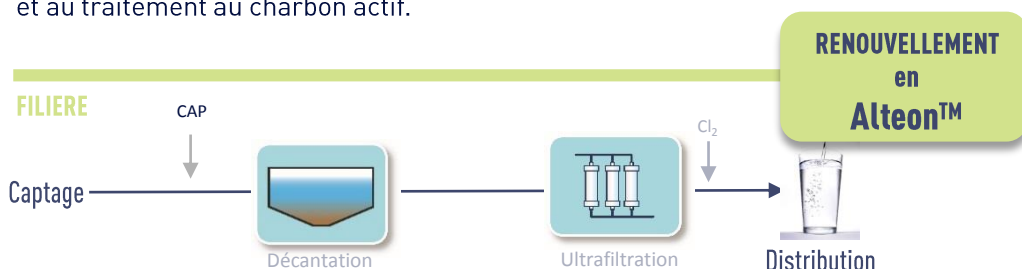 et au traitement au charbon actif.
RENOUVELLEMENT
en
Alteon™
FILIERE
CAP
Cl₂
Captage
Décantation
Ultrafiltration
Distribution